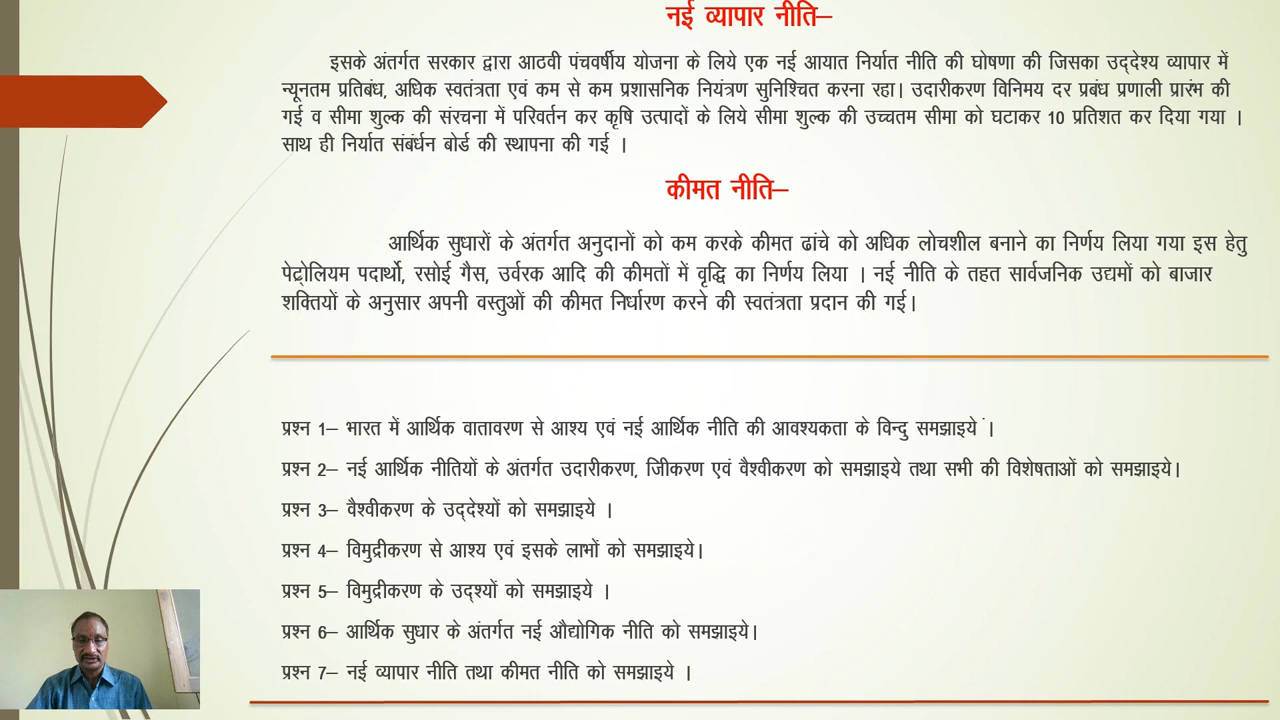 नई व्यापार नीति–
इसके अंतर्गत सरकार द्वारा आठवी पंचवर्षीय योजना के लिये एक नई आयात निर्यात नीति की घोषणा की जिसका उद्देश्य व्यापार में
न्यूनतम प्रतिबंध, अधिक स्वतंत्रता एवं कम से कम प्रशासनिक नियंत्रण सुनिश्चित करना रहा। उदारीकरण विनिमय दर प्रबंध प्रणाली प्रारंभ की
गई व सीमा शुल्क की संरचना में परिवर्तन कर कृषि उत्पादों के लिये सीमा शुल्क की उच्चतम सीमा को घटाकर 10 प्रतिशत कर दिया गया ।
साथ ही निर्यात संबंर्धन बोर्ड की स्थापना की गई ।
कीमत नीति–
आर्थिक सुधारों के अंतर्गत अनुदानों को कम करके कीमत ढांचे को अधिक लोचशील बनाने का निर्णय लिया गया इस हेतु
पेट्रोलियम पदार्थो, रसोई गैस, उर्वरक आदि की कीमतों में वृद्धि का निर्णय लिया । नई नीति के तहत सार्वजनिक उद्यमों को बाजार
शक्तियों के अनुसार अपनी वस्तुओं की कीमत निर्धारण करने की स्वतंत्रता प्रदान की गई।
प्रश्न 1– भारत में आर्थिक वातावरण से आश्य एवं नई आर्थिक नीति की आवश्यकता के विन्दु समझाइये ।
प्रश्न 2– नई आर्थिक नीतियों के अंतर्गत उदारीकरण, एवं वैश्वीकरण को समझाइये तथा सभी की विशेषताओं को समझाइये।
प्रश्न 3– वैश्वीकरण के उद्देश्यों को समझाइये ।
प्रश्न 4– विमुद्रीकरण से आश्य एवं इसके लाभों को समझाइये।
प्रश्न 5– विमुद्रीकरण के उद्श्यों को समझाइये ।
प्रश्न 6– आर्थिक सुधार के अंतर्गत नई औद्योगिक नीति को समझाइये।
प्रश्न 7– नई व्यापार नीति तथा कीमत नीति को समझाइये ।